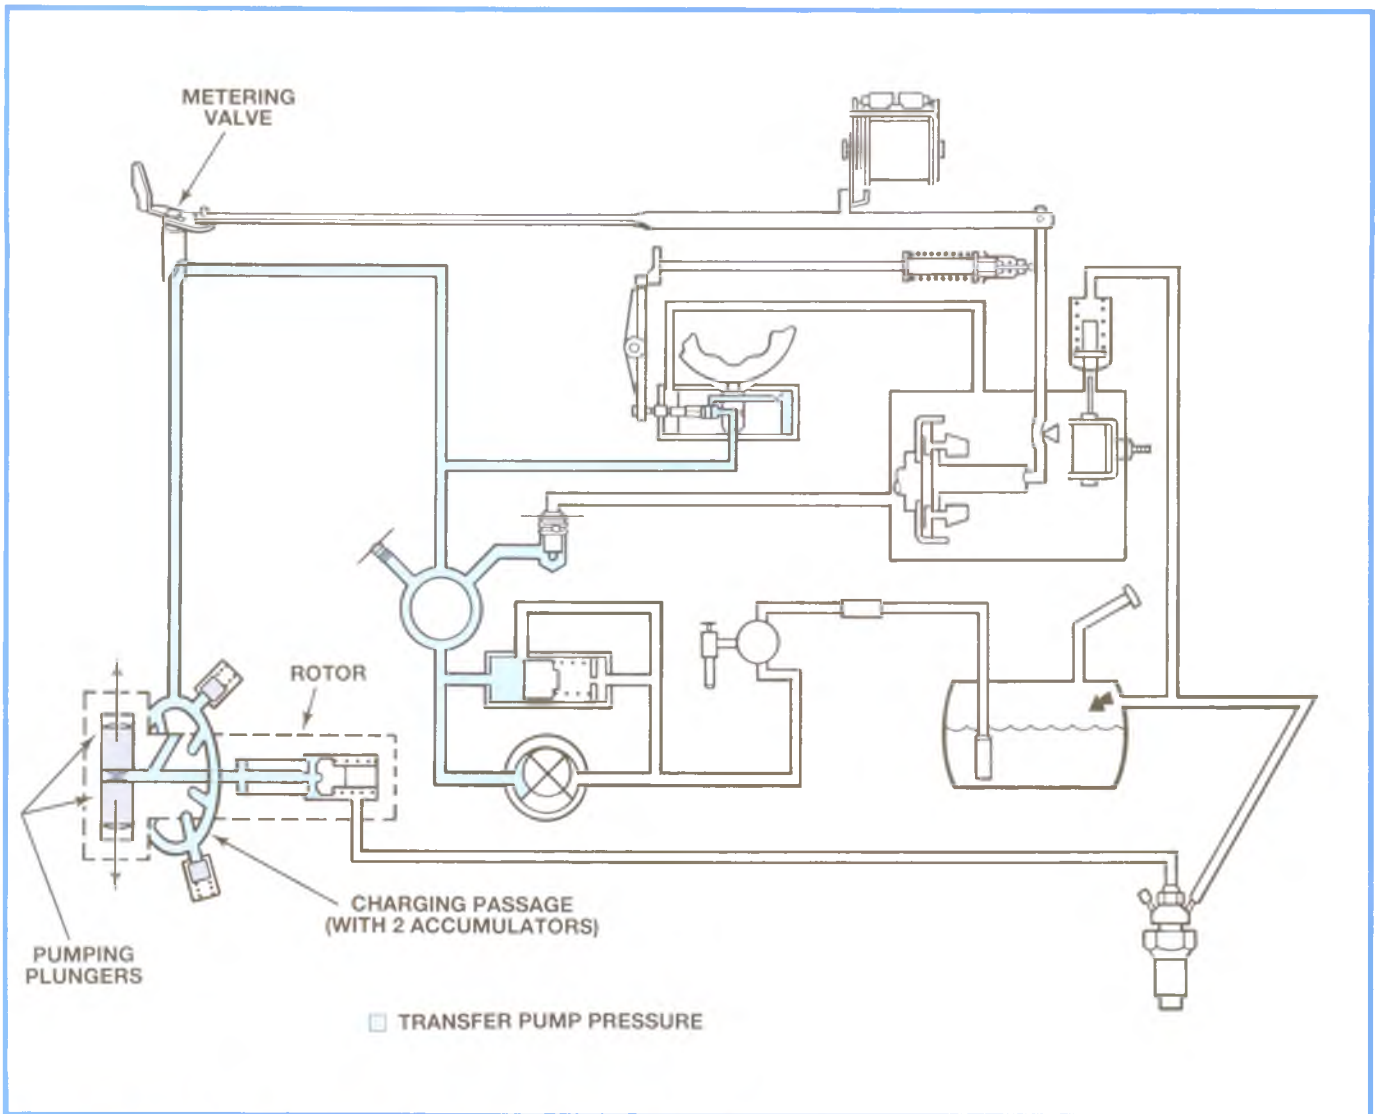 METERING
VALVE
ROTOR
CHARGING PASSAGE
(WITH 2 ACCUMULATORS)
PUMPING
PLUNGERS
TRANSFER PUMP PRESSURE